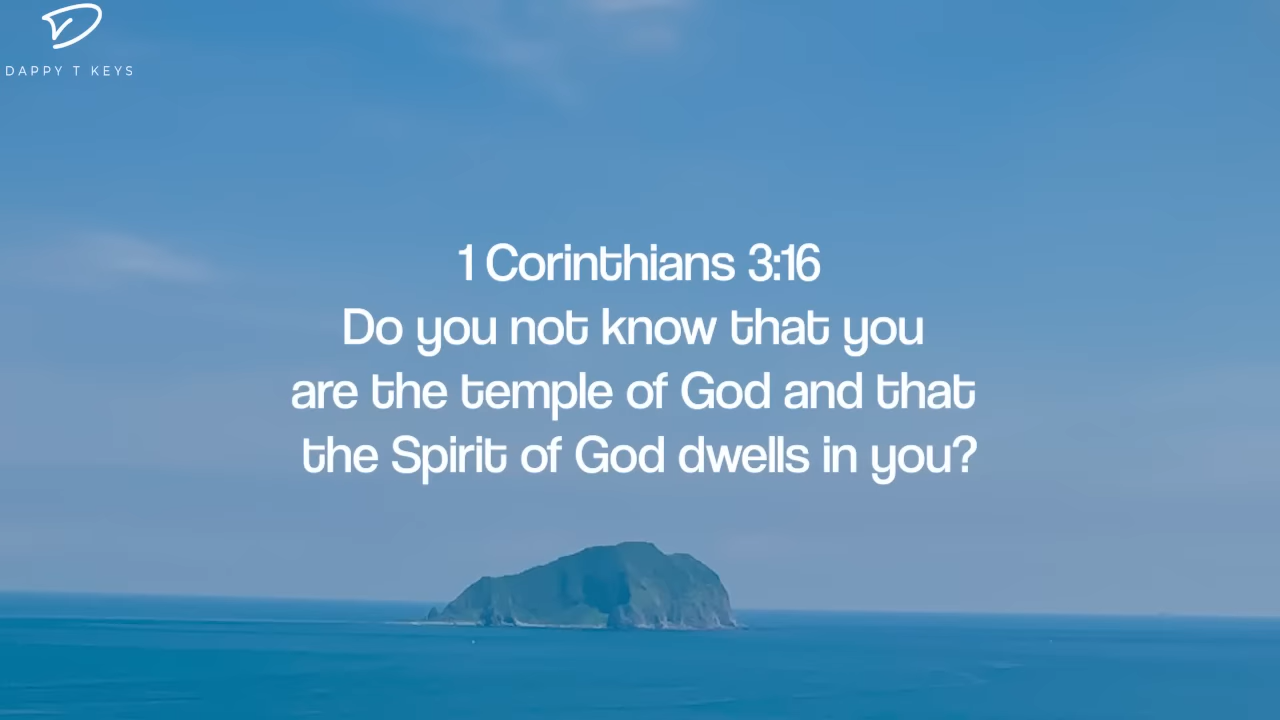 DAPPY T KEYS
1 Corinthians 3:16
Do you not know that you
are the temple of God and that
the Spirit of God dwells in you?